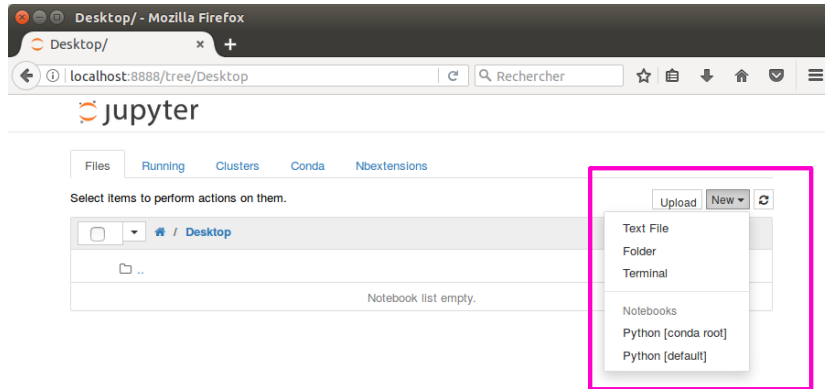 Desktop/ - Mozilla Firefox
Desktop/
localhost:8888/tree/Desktop
Rechercher
jupyter
Files Running Clusters Conda Nbextensions
Select items to perform actions on them.
Upload New
/ Desktop
..
Notebook list empty.
Text File
Folder
Terminal
Notebooks
Python [conda root]
Python [default]